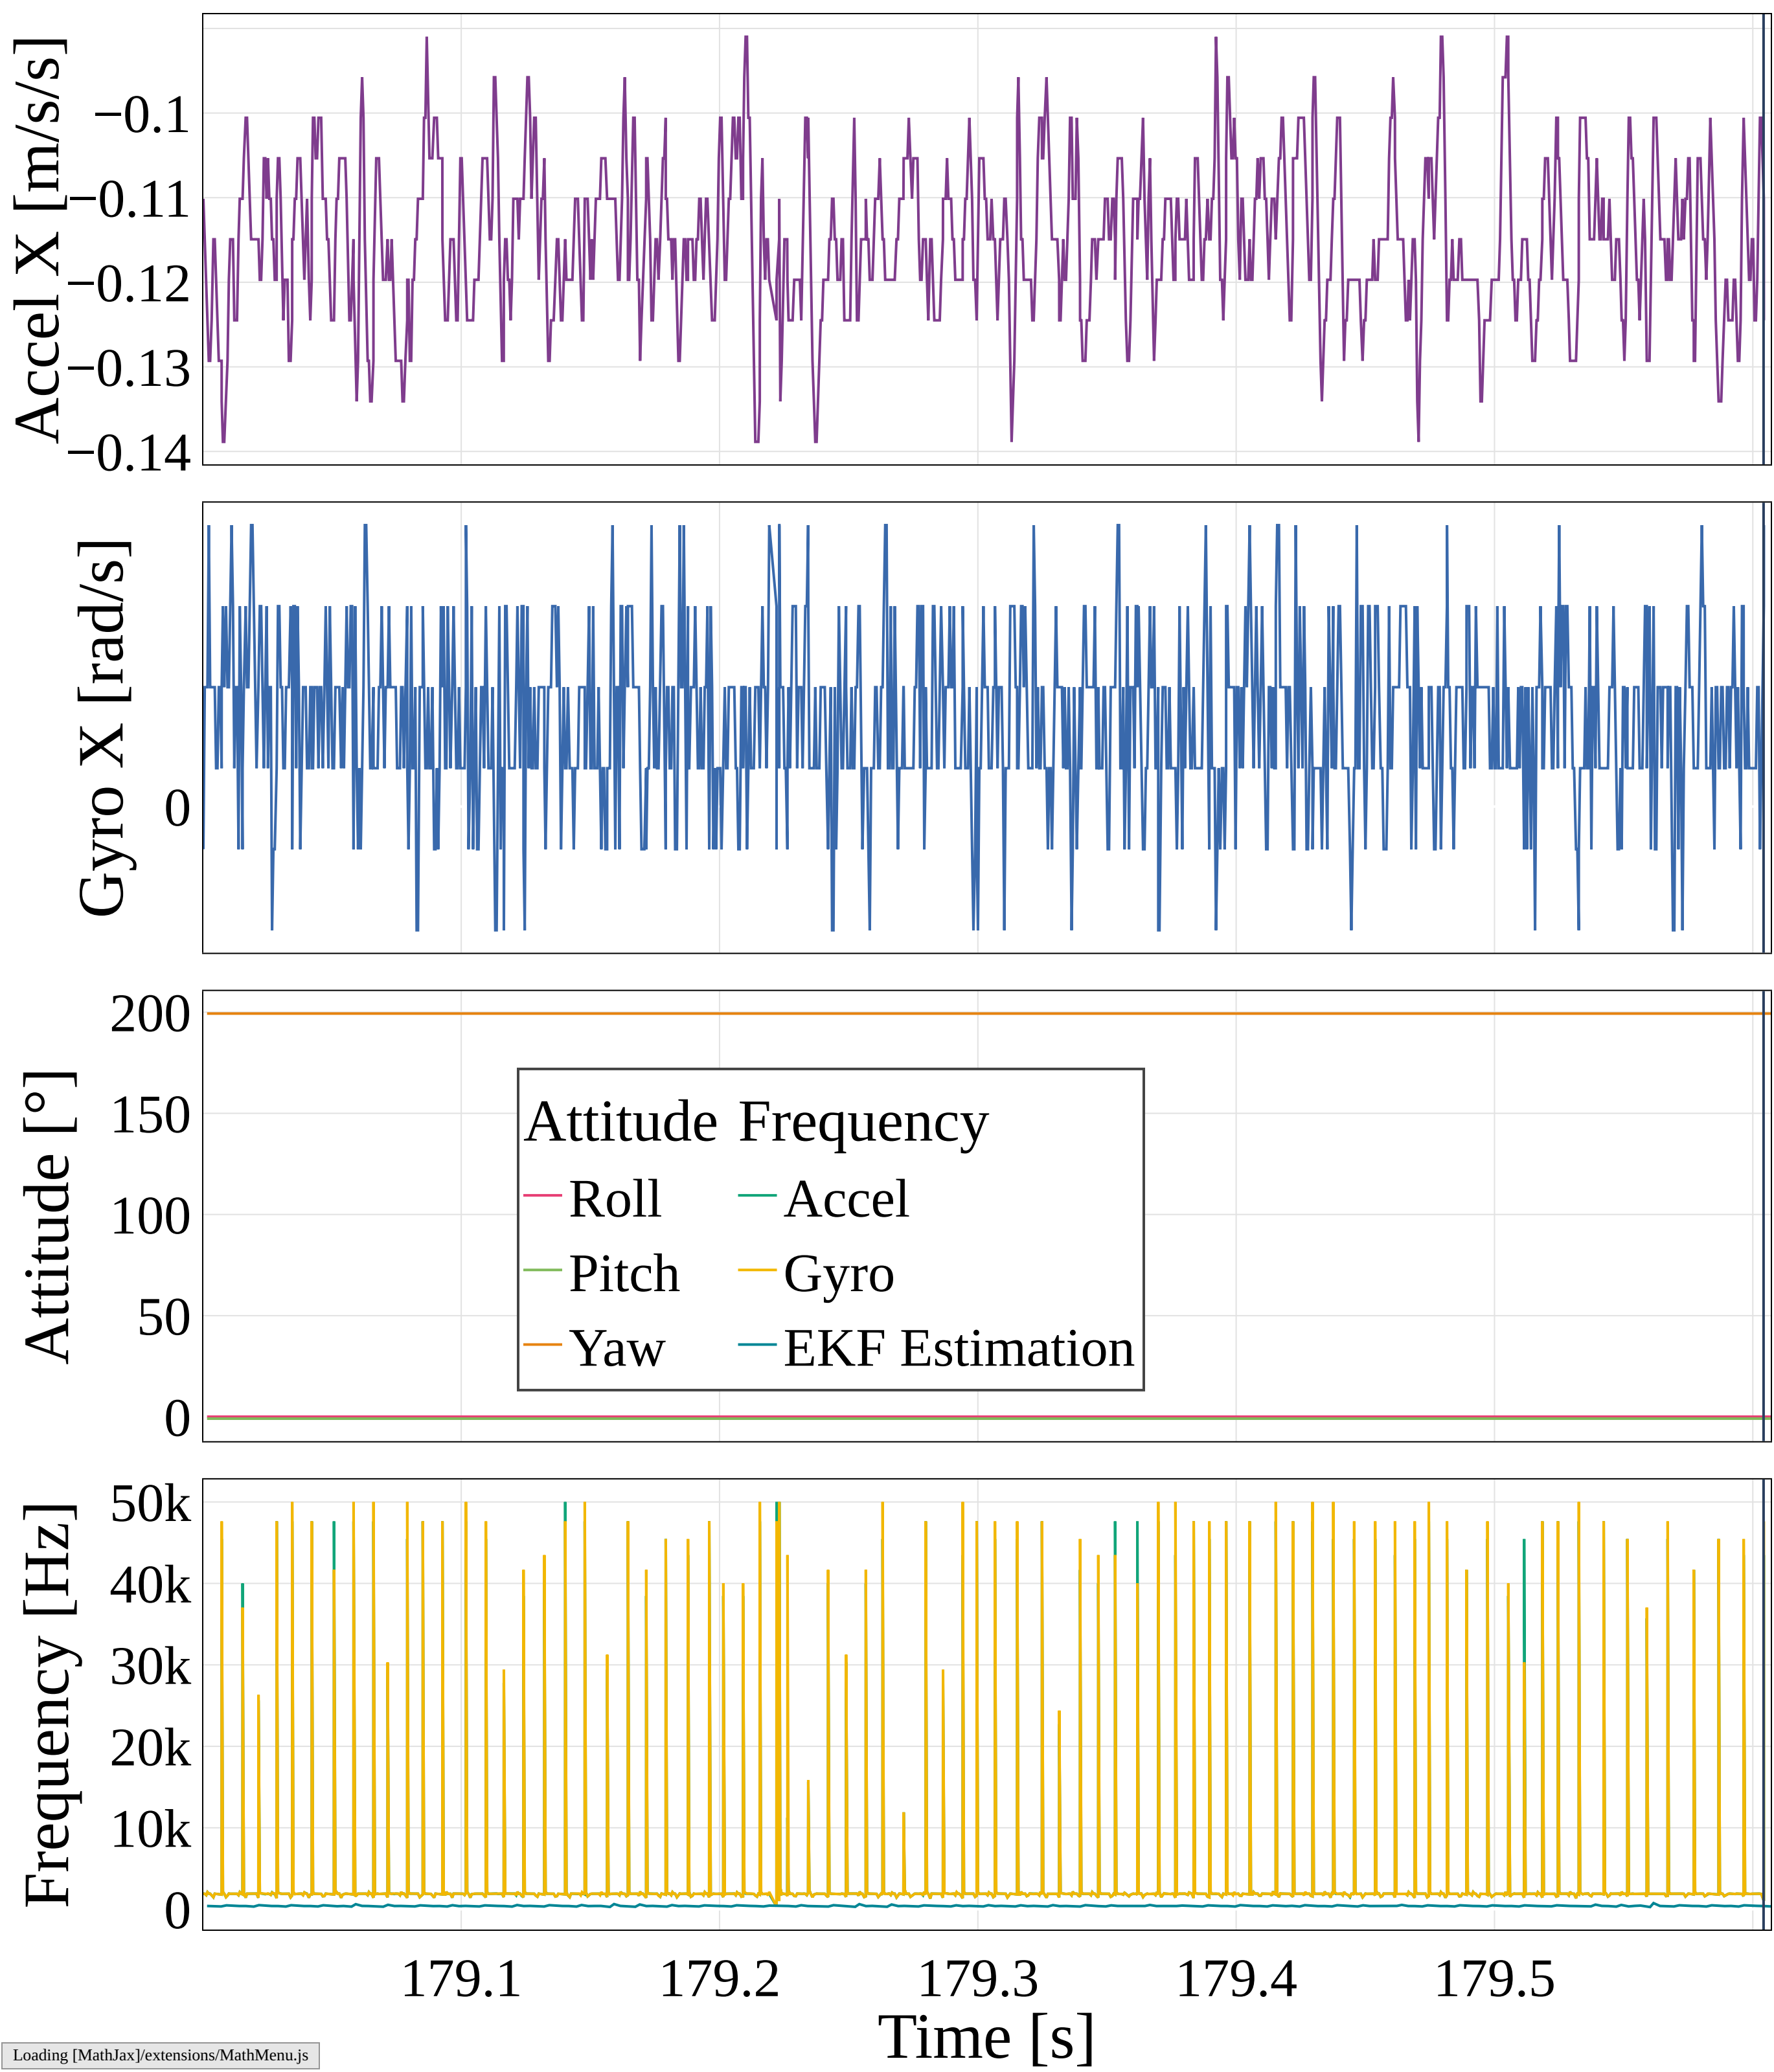 Accel X [m/s/s]
−0.1
−0.11
−0.12
−0.13
−0.14
Gyro X [rad/s]
0
Attitude [°]
200
150
100
50
0
Attitude Frequency
Roll Accel
Pitch Gyro
Yaw EKF Estimation
Frequency [Hz]
50k
40k
30k
20k
10k
0
179.1 179.2 179.3 179.4 179.5
Time [s]
Loading [MathJax]/extensions/MathMenu.js